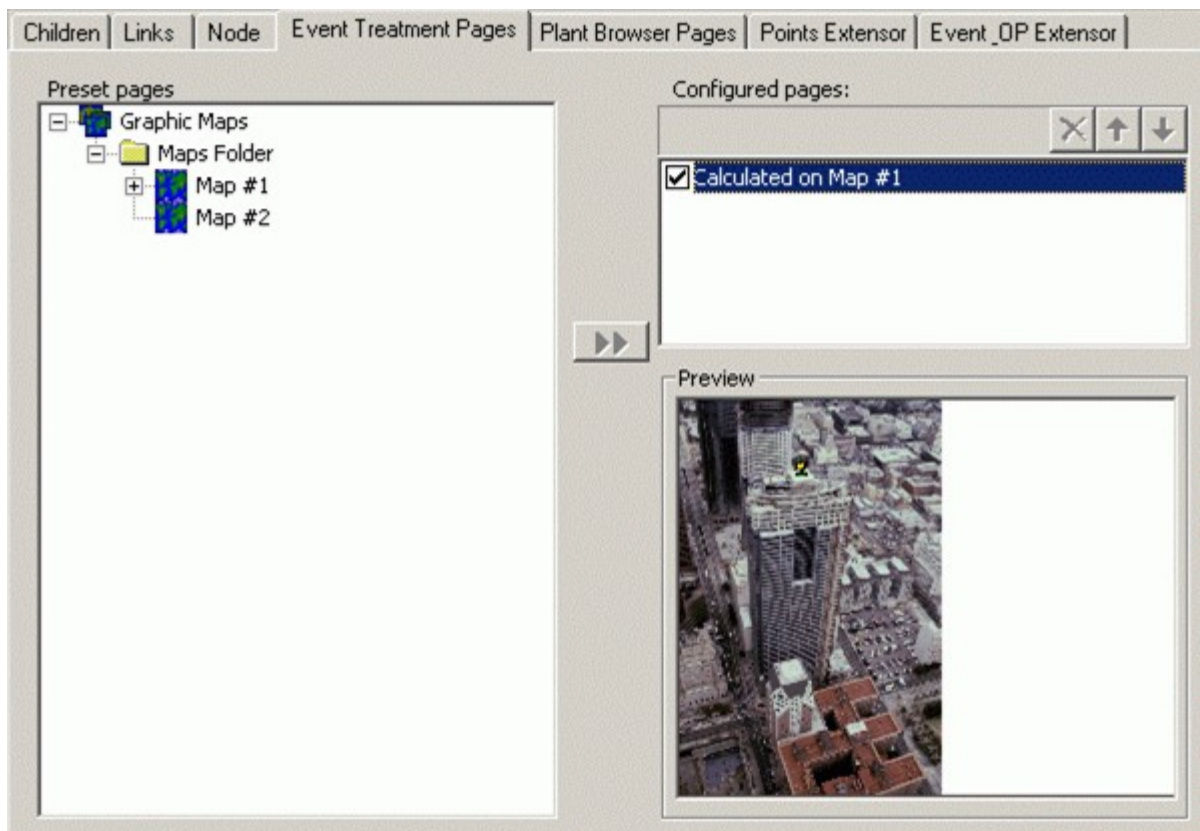 Children Links Node Event Treatment Pages Plant Browser Pages Points Extensor Event_OP Extensor
Preset pages
Graphic Maps
Maps Folder
Map #1
Map #2
Configured pages:
Calculated on Map #1
Preview